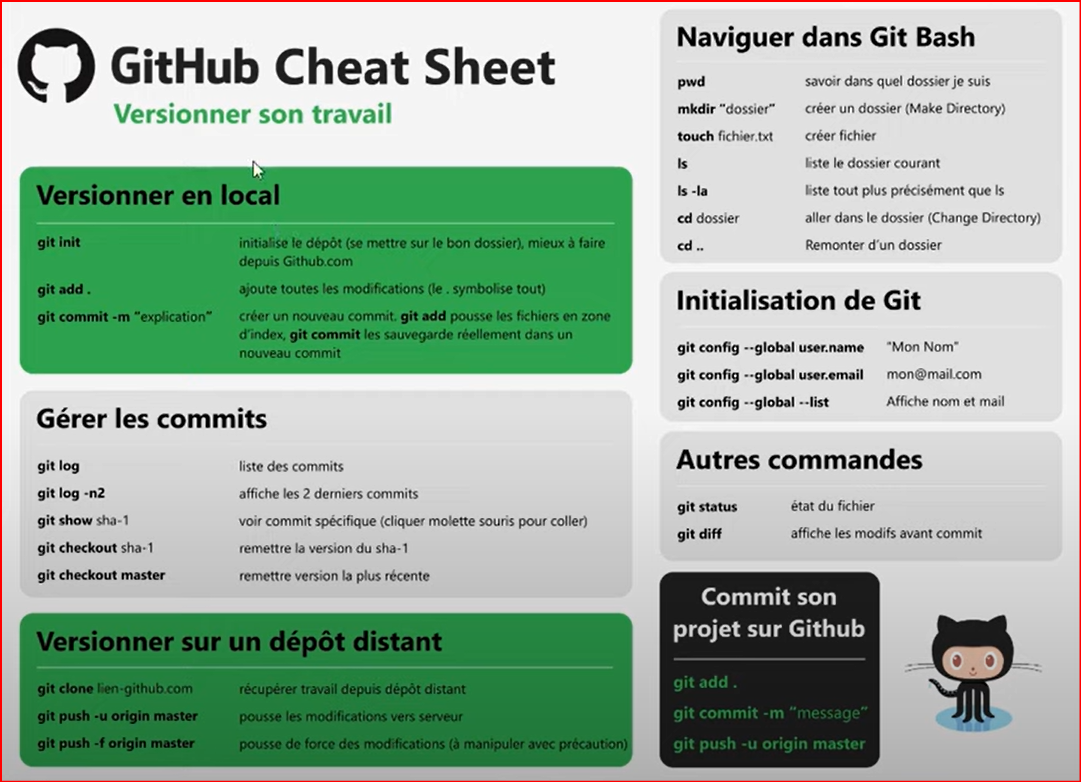 GitHub Cheat Sheet
Versionner son travail
Versionner en local
git init initialise le dépôt (se mettre sur le bon dossier), mieux à faire
depuis Github.com
git add . ajoute toutes les modifications (le . symbolise tout)
git commit -m “explication” créer un nouveau commit. git add pousse les fichiers en zone
d’index, git commit les sauvegarde réellement dans un
nouveau commit
Gérer les commits
git log liste des commits
git log -n2 affiche les 2 derniers commits
git show sha-1 voir commit spécifique (cliquer molette souris pour coller)
git checkout sha-1 remettre la version du sha-1
git checkout master remettre version la plus récente
Versionner sur un dépôt distant
git clone lien-github.com récupérer travail depuis dépôt distant
git push -u origin master pousse les modifications vers serveur
git push -f origin master pousse de force des modifications (à manipuler avec précaution)
Naviguer dans Git Bash
pwd savoir dans quel dossier je suis
mkdir “dossier” créer un dossier (Make Directory)
touch fichier.txt créer fichier
ls liste le dossier courant
ls -la liste tout plus précisément que ls
cd dossier aller dans le dossier (Change Directory)
cd .. Remonter d’un dossier
Initialisation de Git
git config --global user.name "Mon Nom"
git config --global user.email mon@mail.com
git config --global --list Affiche nom et mail
Autres commandes
git status état du fichier
git diff affiche les modifs avant commit
Commit son
projet sur Github
git add .
git commit -m “message”
git push -u origin master